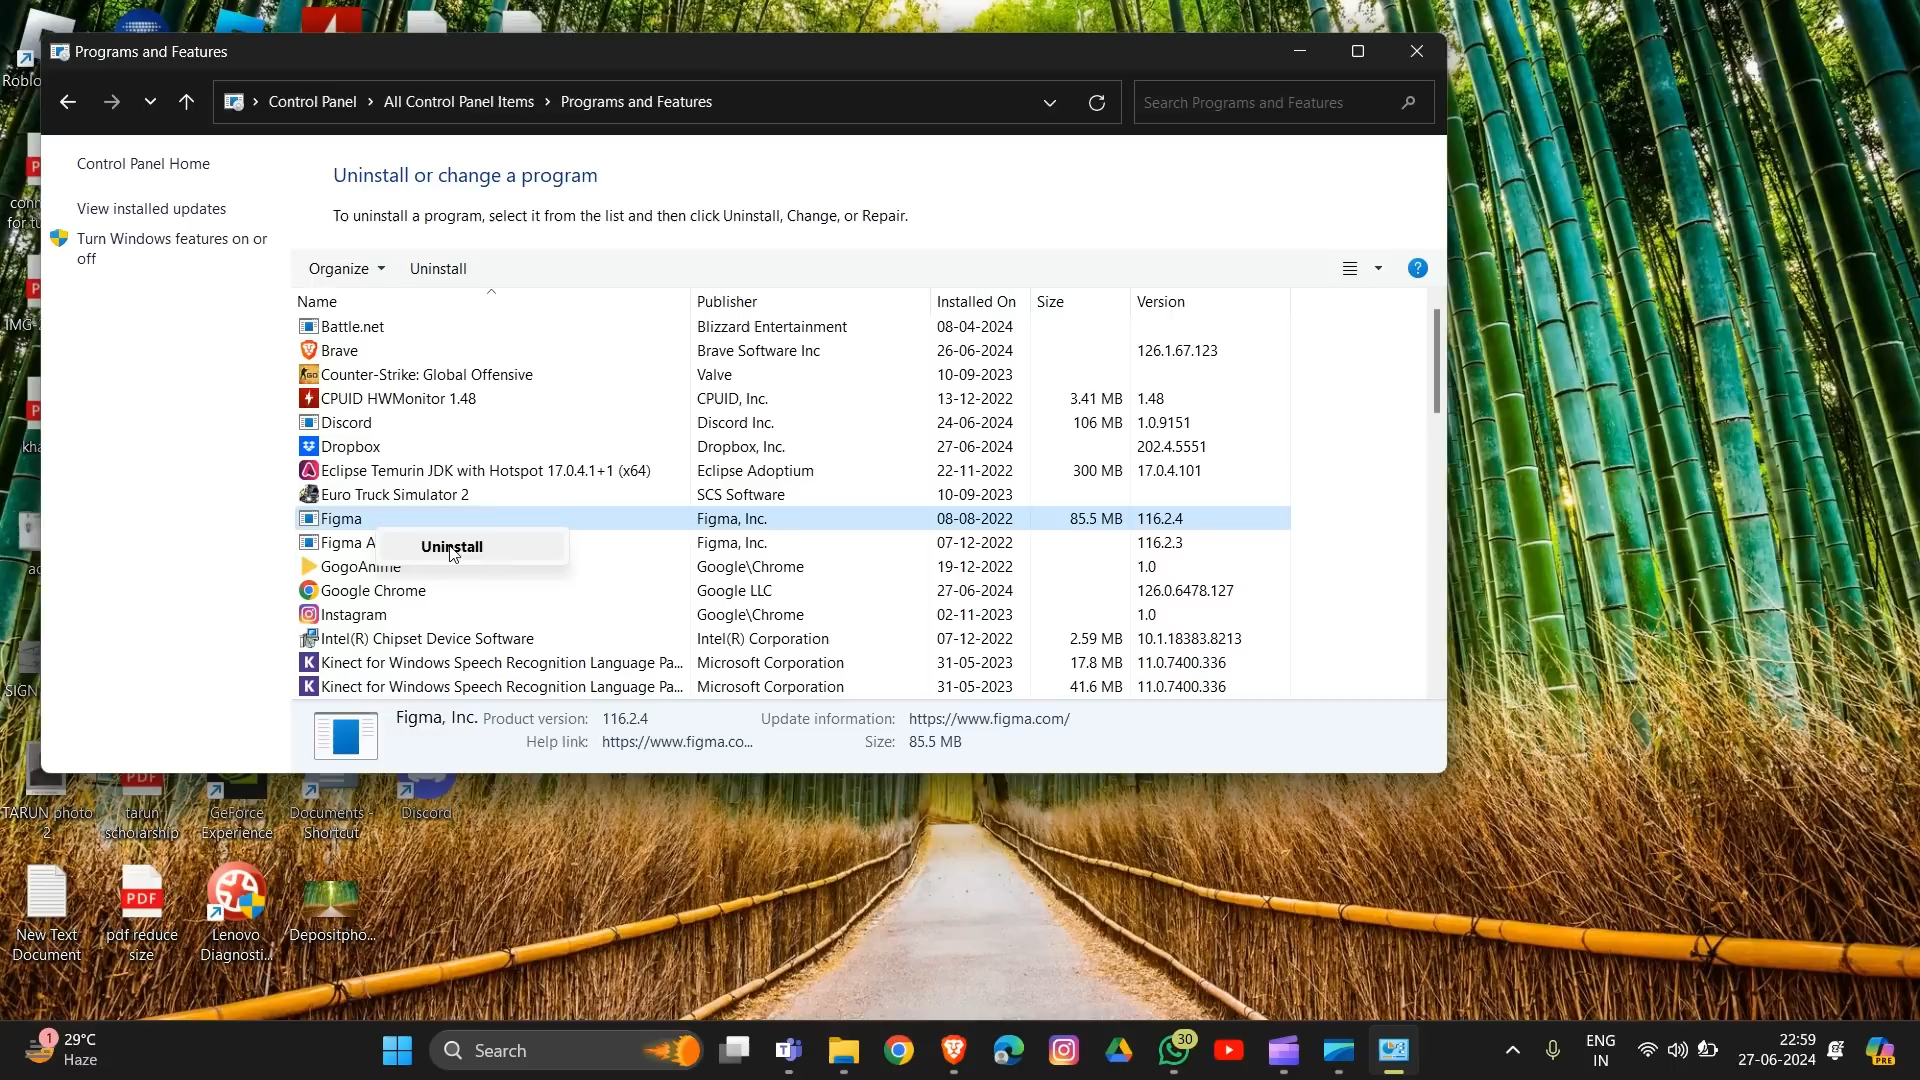 Programs and Features
Control Panel
All Control Panel Items
Programs and Features
Search Programs and Features
Control Panel Home
View installed updates
Turn Windows features on or
off
Uninstall or change a program
To uninstall a program, select it from the list and then click Uninstall, Change, or Repair.
Organize
Uninstall
Name Publisher Installed On Size Version
Battle.net Blizzard Entertainment 08-04-2024
Brave Brave Software Inc 26-06-2024 126.1.67.123
Counter-Strike: Global Offensive Valve 10-09-2023
CPUID HWMonitor 1.48 CPUID, Inc. 13-12-2022 3.41 MB 1.48
Discord Discord Inc. 24-06-2024 106 MB 1.0.9151
Dropbox Dropbox, Inc. 27-06-2024 202.4.5551
Eclipse Temurin JDK with Hotspot 17.0.4.1+1 (x64) Eclipse Adoptium 22-11-2022 300 MB 17.0.4.101
Euro Truck Simulator 2 SCS Software 10-09-2023
Figma Figma, Inc. 08-08-2022 85.5 MB 116.2.4
Figma A Figma, Inc. 07-12-2022 116.2.3
Uninstall
GogoAnime Google\Chrome 19-12-2022 1.0
Google Chrome Google LLC 27-06-2024 126.0.6478.127
Instagram Google\Chrome 02-11-2023 1.0
Intel(R) Chipset Device Software Intel(R) Corporation 07-12-2022 2.59 MB 10.1.18383.8213
Kinect for Windows Speech Recognition Language Pa... Microsoft Corporation 31-05-2023 17.8 MB 11.0.7400.336
Kinect for Windows Speech Recognition Language Pa... Microsoft Corporation 31-05-2023 41.6 MB 11.0.7400.336
Figma, Inc. Product version: 116.2.4 Update information: https://www.figma.com/
Help link: https://www.figma.co... Size: 85.5 MB
Roblo
for tu
IMG-
kha
SIGN
TARUN photo
2
PDF
tarun
scholarship
GeForce
Experience
Documents -
Shortcut
Discord
New Text
Document
PDF
pdf reduce
size
Lenovo
Diagnosti...
Depositpho...
1
29°C
Haze
Search
30
ENG
IN
22:59
27-06-2024
PRE